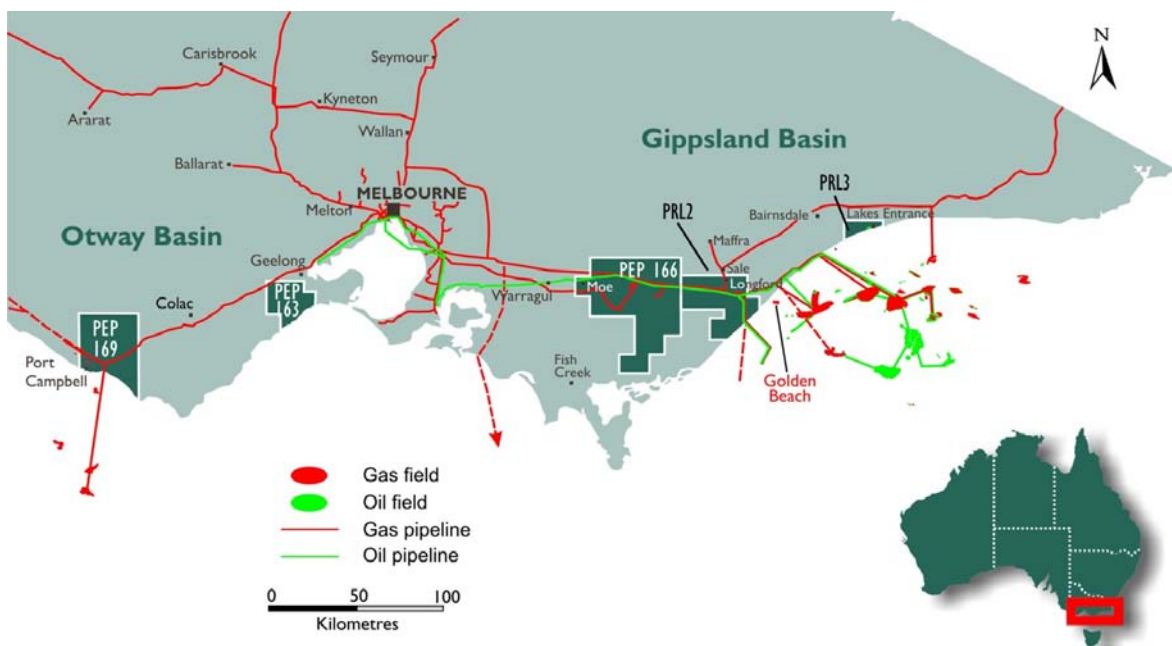 Carisbrook
Seymour
N
Kyneton
Ararat
Wallan
Gippsland Basin
Ballarat
PRL3
MELBOURNE
Melton
PRL2
Bairnsdale
Lakes Entrance
Otway Basin
Maffra
Geelong
Sale
PEP 166
Longford
Colac
PEP
163
Warragul
Moe
PEP
169
Port
Campbell
Fish
Creek
Golden
Beach
Gas field
Oil field
Gas pipeline
Oil pipeline
0 50 100
Kilometres